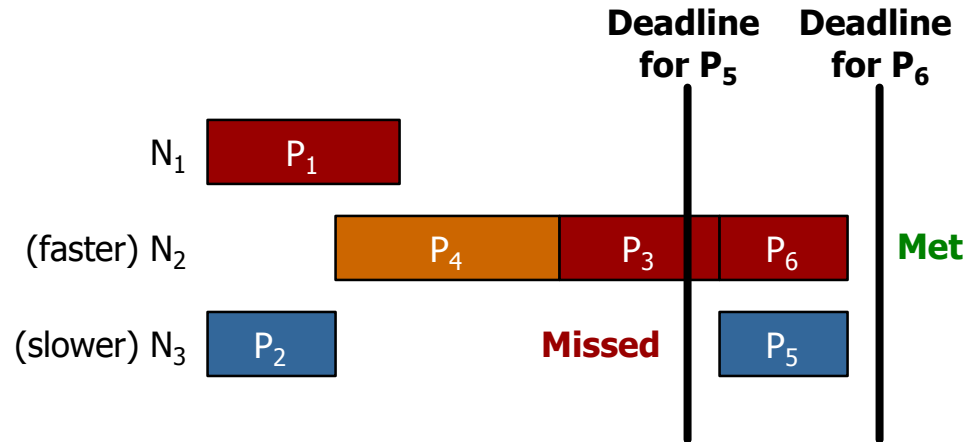 Deadline for P₅
Deadline for P₆
N₁
P₁
(faster) N₂
P₄
P₃
P₆
Met
(slower) N₃
P₂
Missed
P₅